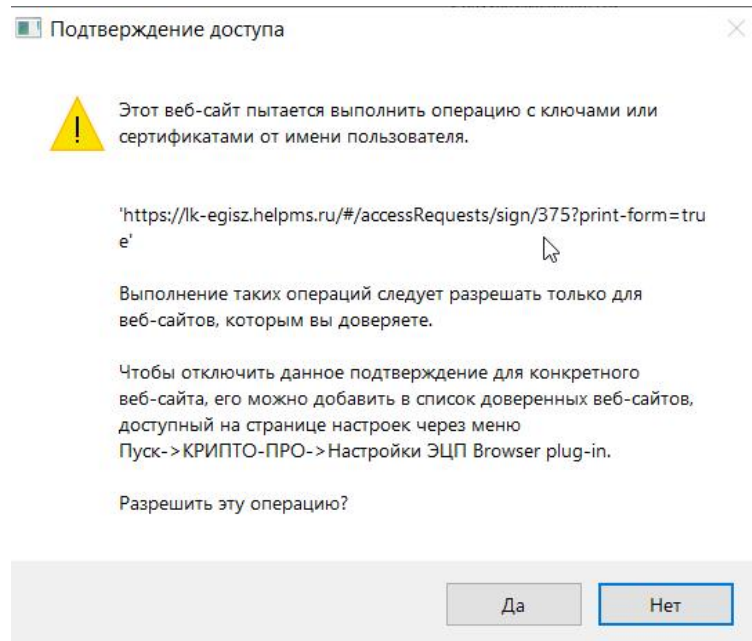 Подтверждение доступа
Этот веб-сайт пытается выполнить операцию с ключами или
сертификатами от имени пользователя.
'https://lk-egisz.helpms.ru/#/accessRequests/sign/375?print-form=tru
e'
Выполнение таких операций следует разрешать только для
веб-сайтов, которым вы доверяете.
Чтобы отключить данное подтверждение для конкретного
веб-сайта, его можно добавить в список доверенных веб-сайтов,
доступный на странице настроек через меню
Пуск->КРИПТО-ПРО->Настройки ЭЦП Browser plug-in.
Разрешить эту операцию?
Да
Нет